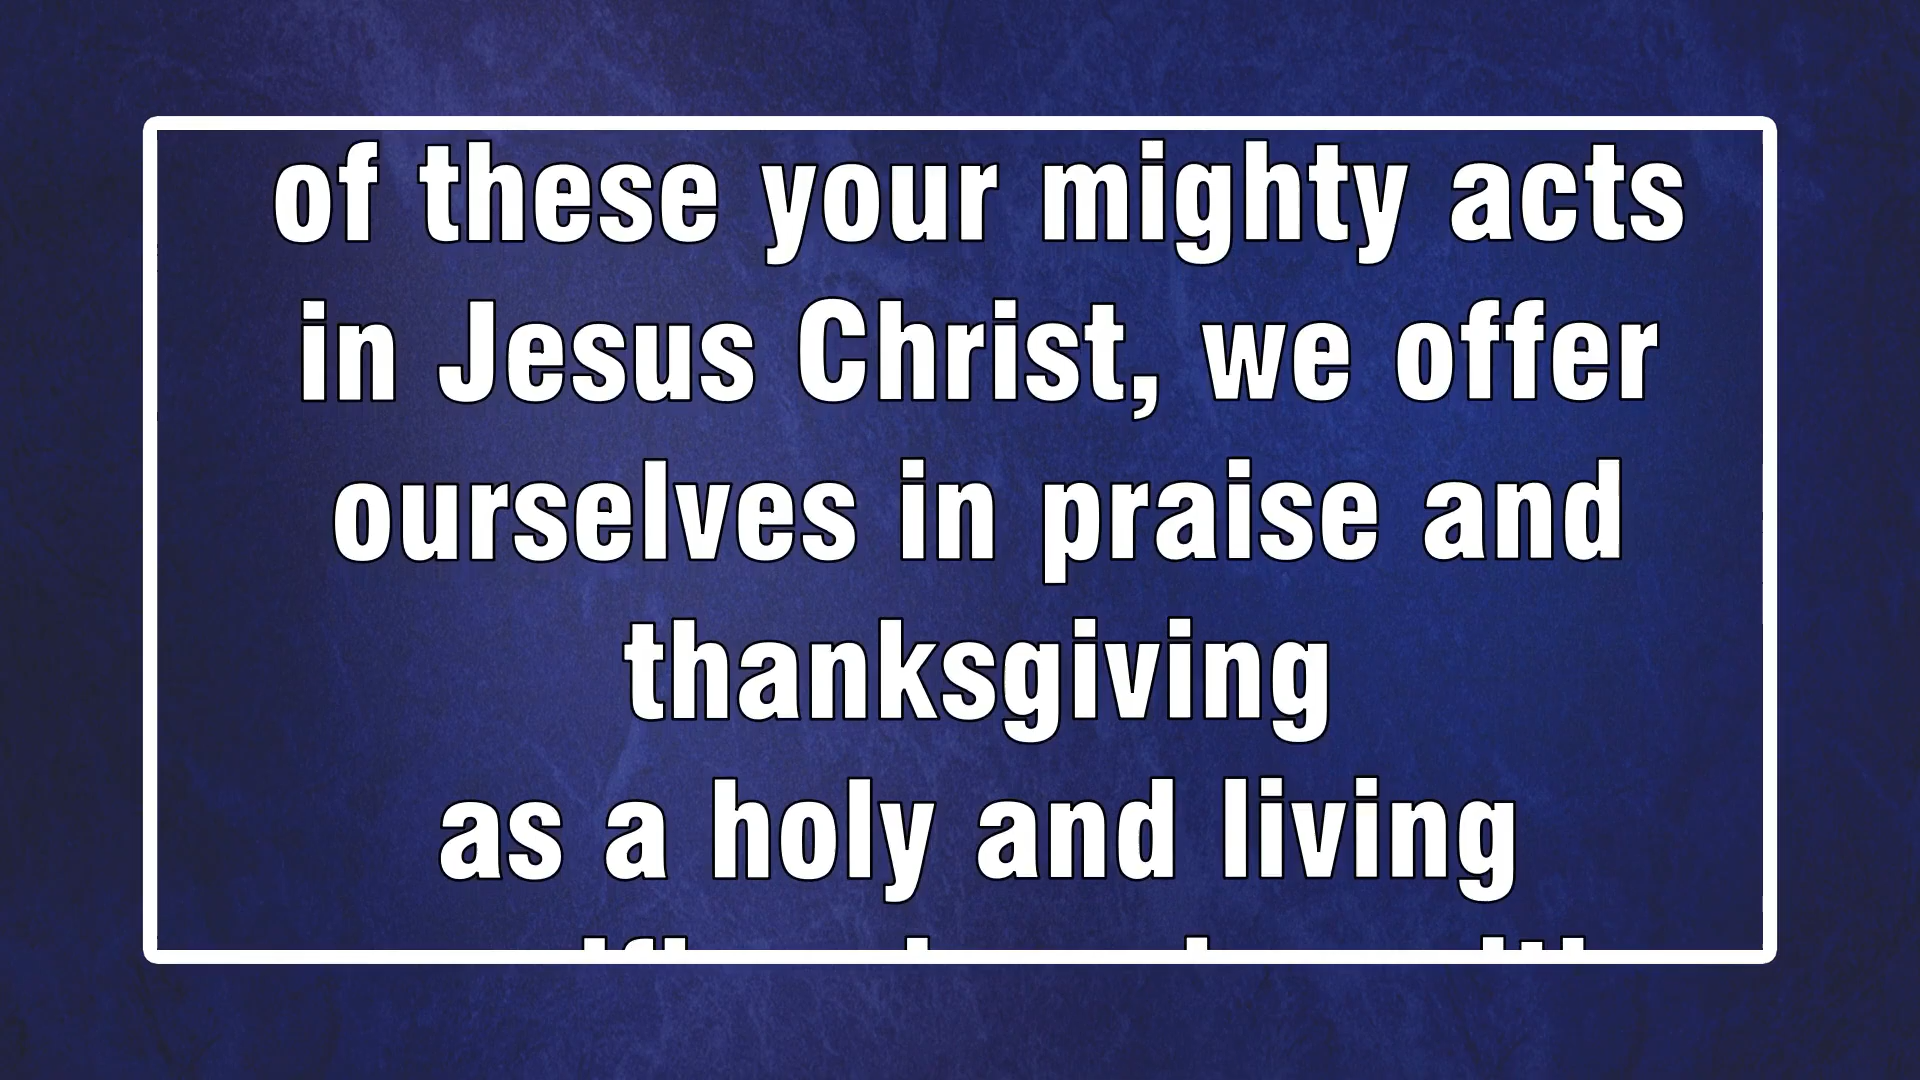 of these your mighty acts
in Jesus Christ, we offer
ourselves in praise and
thanksgiving
as a holy and living